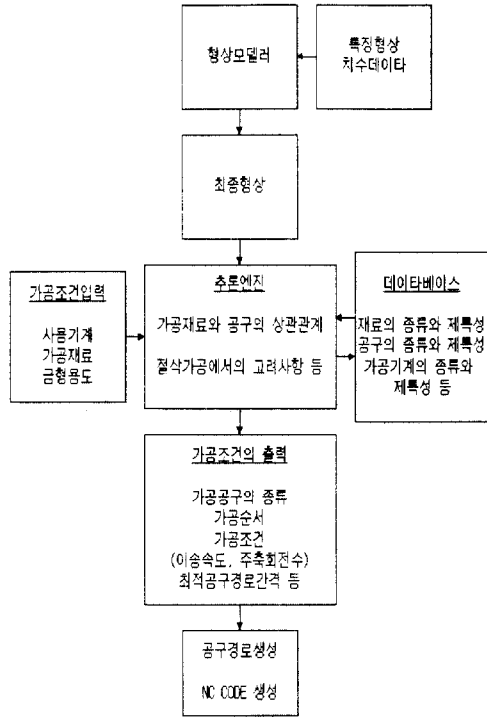 형상모델러
특징형상
치수데이타
최종형상
가공조건입력
사용기계
가공재료
금형용도
추론엔진
가공재료와 공구의 상관관계
절삭가공에서의 고려사항 등
데이타베이스
재료의 종류와 제특성
공구의 종류와 제특성
가공기계의 종류와
제특성 등
가공조건의 출력
가공공구의 종류
가공순서
가공조건
(이송속도, 주축회전수)
최적공구경로간격 등
공구경로생성
NC CODE 생성